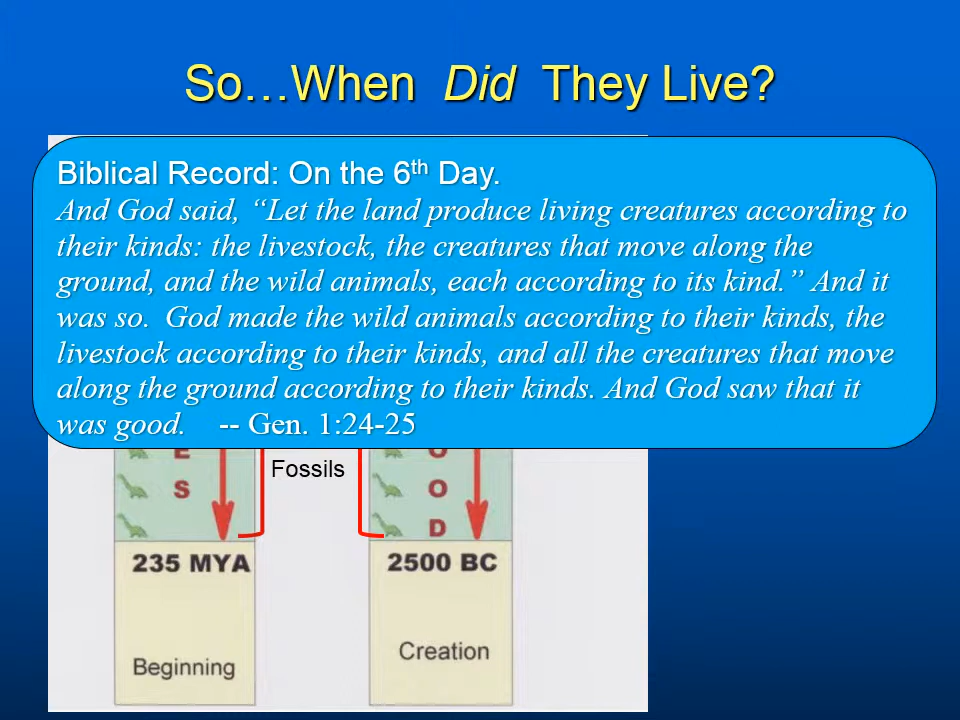 So…When Did They Live?
Biblical Record: On the 6th Day.
And God said, “Let the land produce living creatures according to
their kinds: the livestock, the creatures that move along the
ground, and the wild animals, each according to its kind.” And it
was so. God made the wild animals according to their kinds, the
livestock according to their kinds, and all the creatures that move
along the ground according to their kinds. And God saw that it
was good. -- Gen. 1:24-25
E
S
Fossils
O
O
D
235 MYA
2500 BC
Beginning
Creation